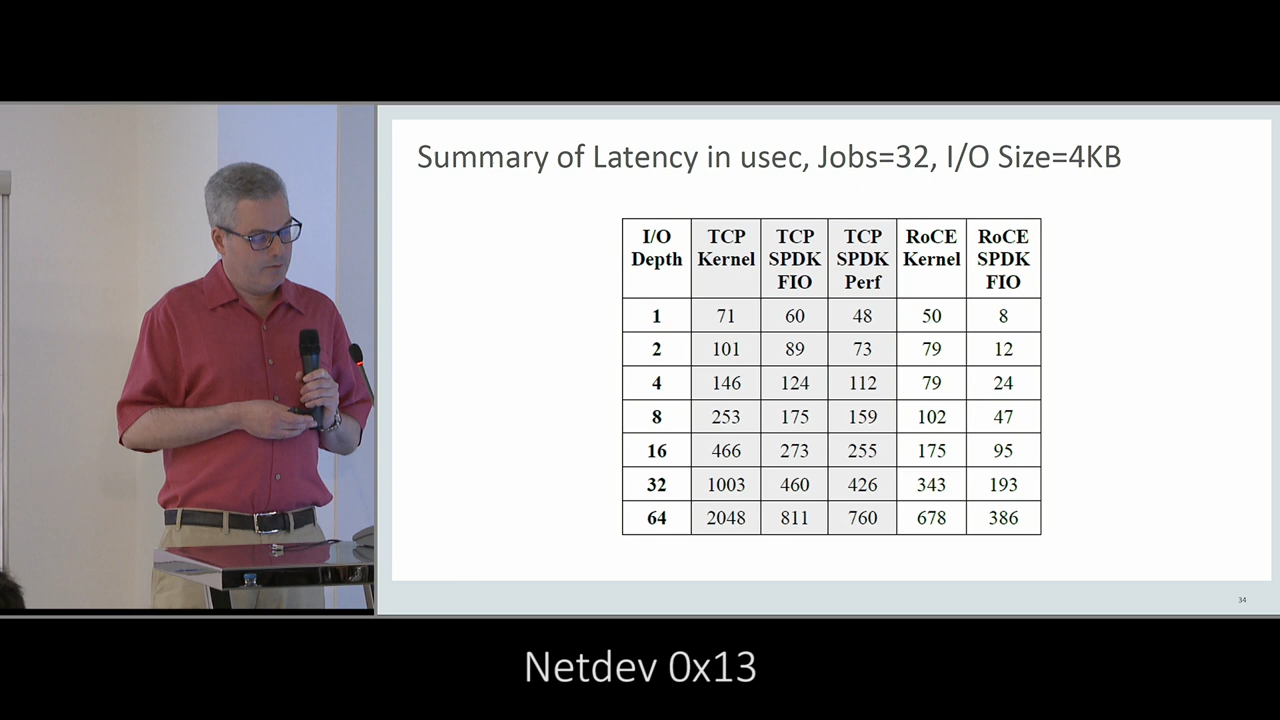 Summary of Latency in usec, Jobs=32, I/O Size=4KB
I/O Depth TCP Kernel TCP SPDK FIO TCP SPDK Perf RoCE Kernel RoCE SPDK FIO
1 71 60 48 50 8
2 101 89 73 79 12
4 146 124 112 79 24
8 253 175 159 102 47
16 466 273 255 175 95
32 1003 460 426 343 193
64 2048 811 760 678 386
34
Netdev 0x13